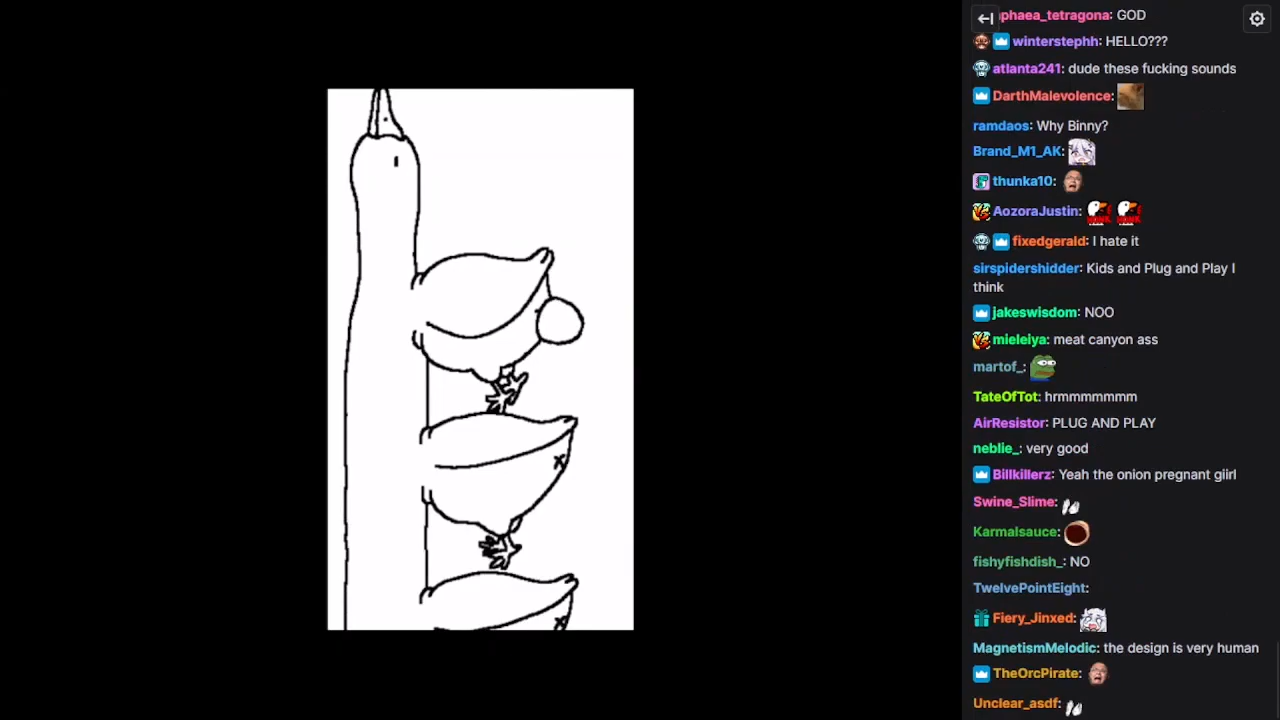 phaea_tetragona: GOD
winterstephh: HELLO???
atlanta241: dude these fucking sounds
DarthMalevolence:
ramdaos: Why Binny?
Brand_M1_AK:
thunka10:
AozoraJustin:
fixedgerald: I hate it
sirspidershidder: Kids and Plug and Play I
think
jakeswisdom: NOO
mieleiya: meat canyon ass
martof_:
TateOfTot: hrmmmmmmm
AirResistor: PLUG AND PLAY
neblie_: very good
Billkillerz: Yeah the onion pregnant giirl
Swine_Slime:
Karmalsauce:
fishyfishdish_: NO
TwelvePointEight:
Fiery_Jinxed:
MagnetismMelodic: the design is very human
TheOrcPirate:
Unclear_asdf: